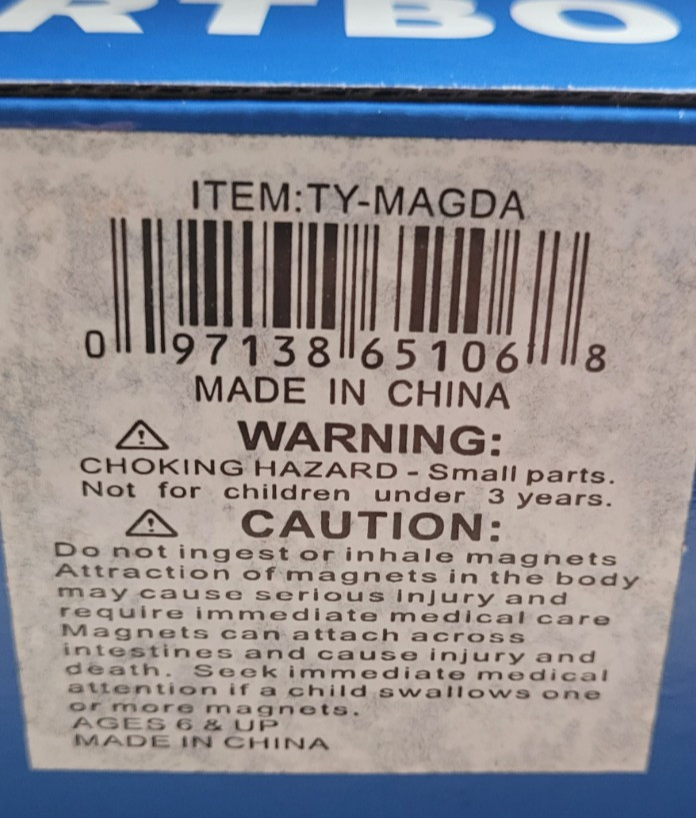 RTBO
ITEM:TY-MAGDA
0 97138 65106 8
MADE IN CHINA
WARNING:
CHOKING HAZARD - Small parts.
Not for children under 3 years.
CAUTION:
Do not ingest or inhale magnets
Attraction of magnets in the body
may cause serious injury and
require immediate medical care
Magnets can attach across
intestines and cause injury and
death. Seek immediate medical
attention if a child swallows one
or more magnets.
AGES 6 & UP
MADE IN CHINA